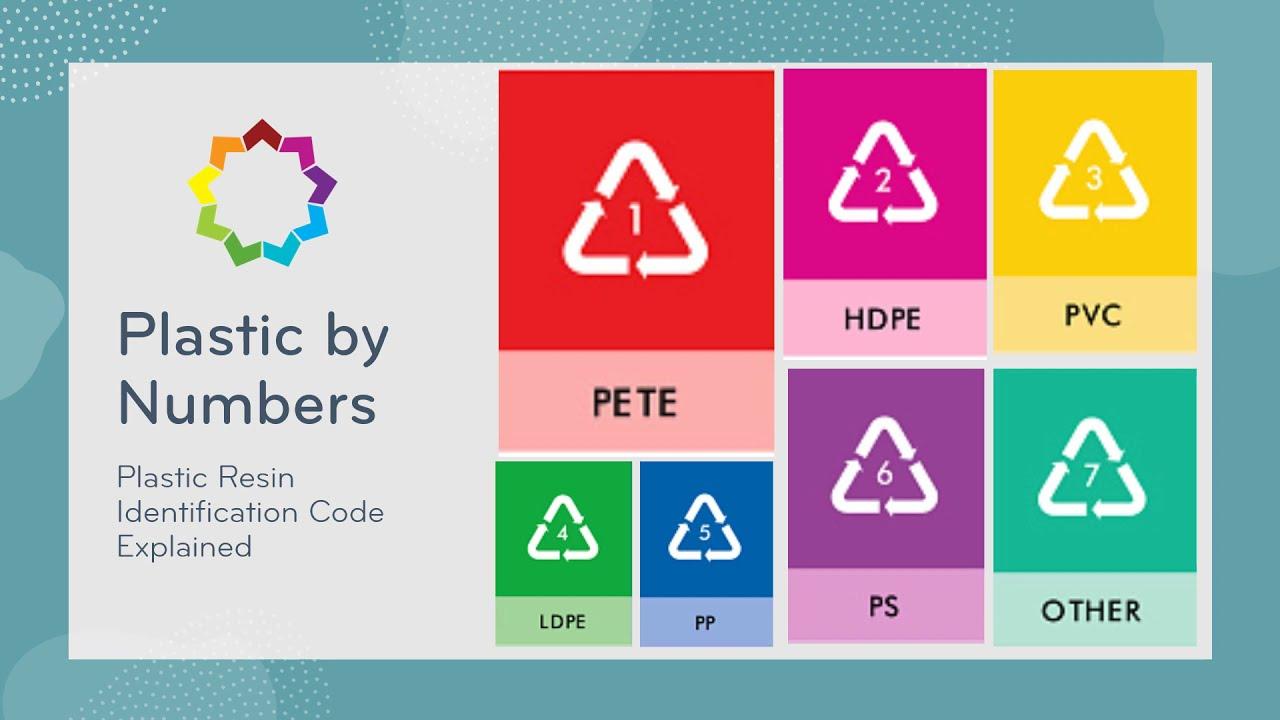 Plastic by
Numbers
Plastic Resin
Identification Code
Explained
1
PETE
2
HDPE
3
PVC
4
LDPE
5
PP
6
PS
7
OTHER